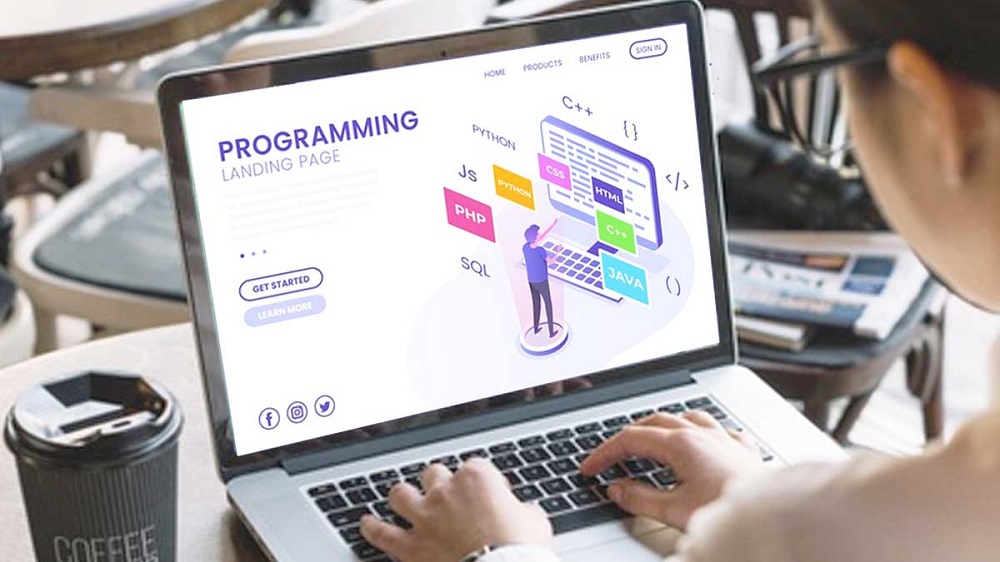 HOME PRODUCTS BENEFITS SIGN IN
PROGRAMMING
LANDING PAGE
GET STARTED
LEARN MORE
C++
{}
PYTHON
</>
Js
PYTHON
CSS
HTML
PHP
C++
SQL
JAVA
()
COFFEE